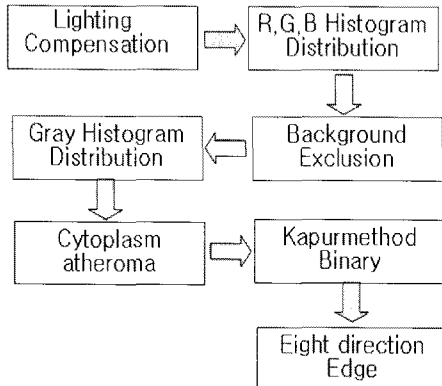 Lighting
Compensation
R,G,B Histogram
Distribution
Gray Histogram
Distribution
Background
Exclusion
Cytoplasm
atheroma
Kapurmethod
Binary
Eight direction
Edge